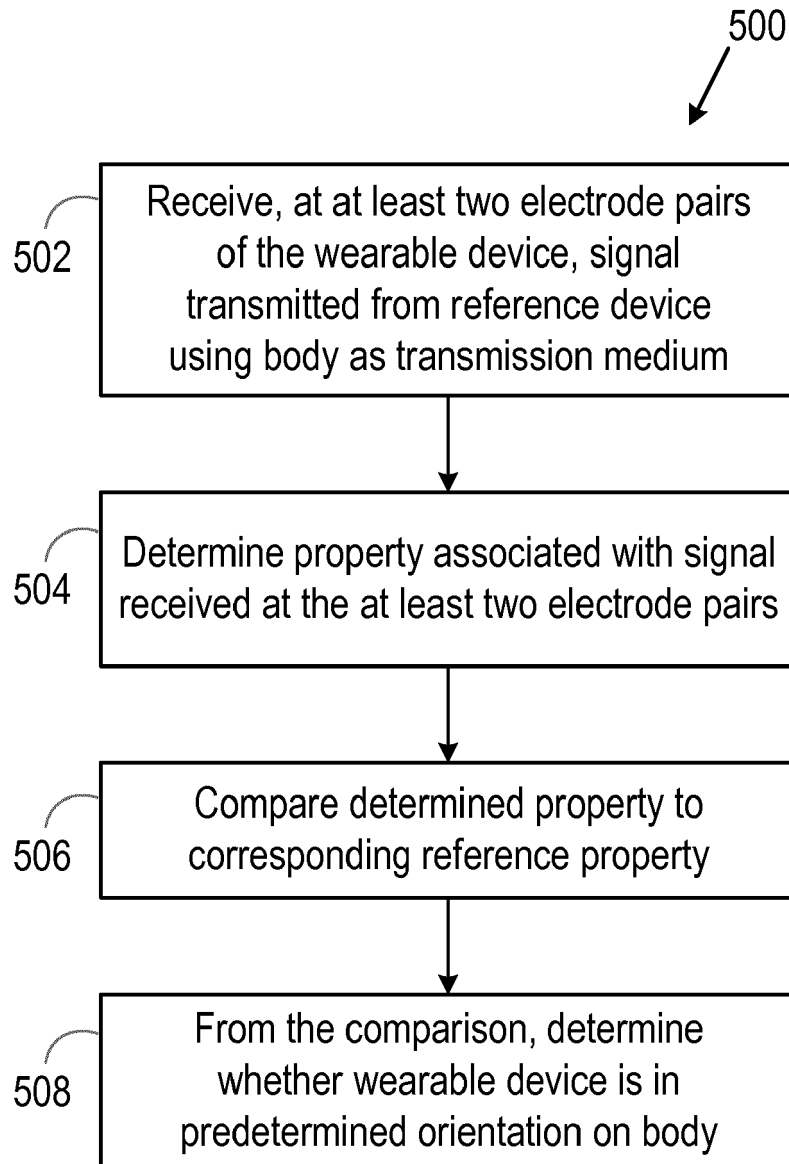 500
502
Receive, at at least two electrode pairs
of the wearable device, signal
transmitted from reference device
using body as transmission medium
504
Determine property associated with signal
received at the at least two electrode pairs
506
Compare determined property to
corresponding reference property
508
From the comparison, determine
whether wearable device is in
predetermined orientation on body